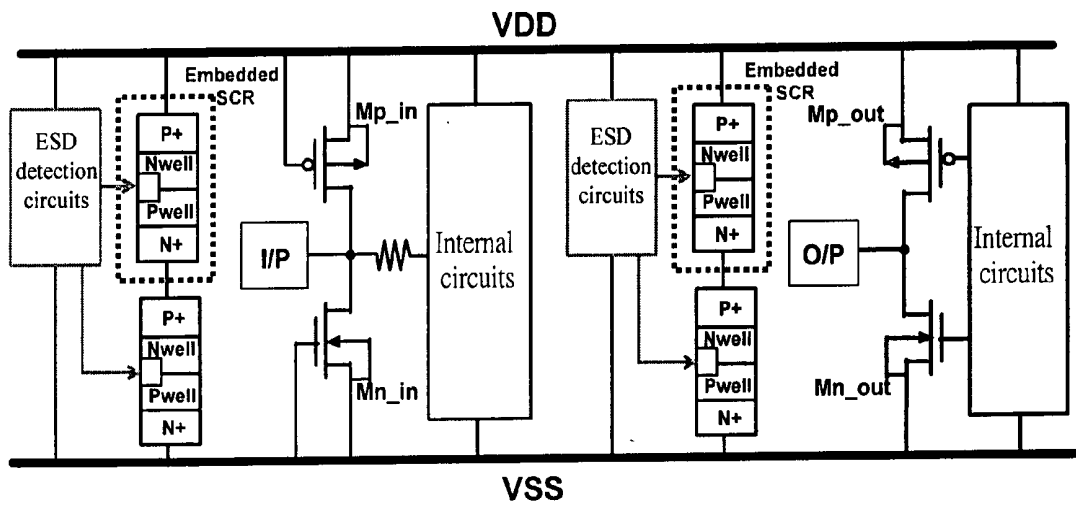 VDD
Embedded
SCR
ESD
detection
circuits
P+
Nwell
Pwell
N+
P+
Nwell
Pwell
N+
Mp_in
I/P
Mn_in
Internal
circuits
Embedded
SCR
ESD
detection
circuits
P+
Nwell
Pwell
N+
P+
Nwell
Pwell
N+
Mp_out
O/P
Mn_out
Internal
circuits
VSS